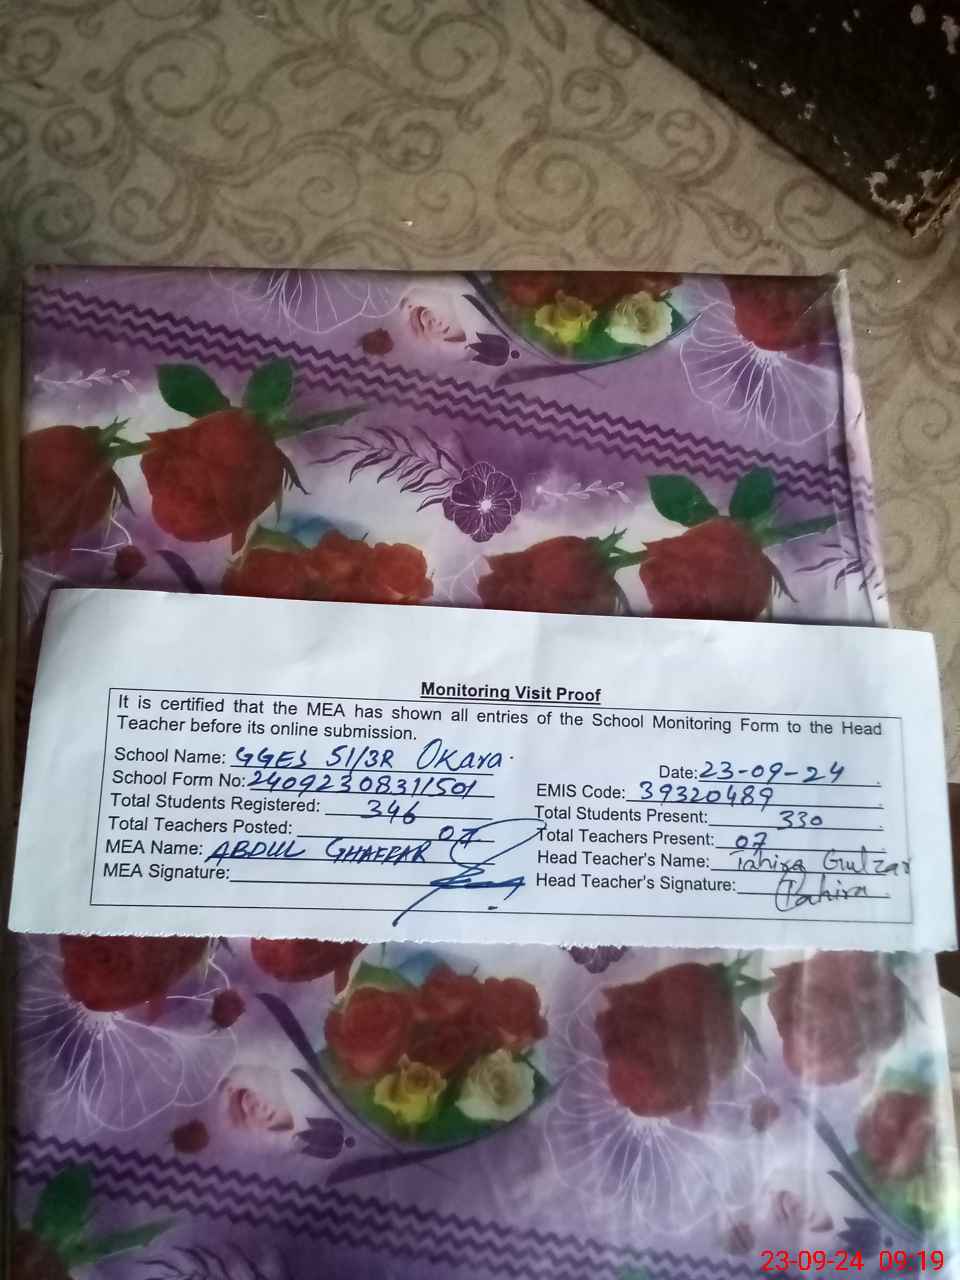 Monitoring Visit Proof
It is certified that the MEA has shown all entries of the School Monitoring Form to the Head
Teacher before its online submission.
School Name: GGES 51/3R Okara.
Date: 23-09-24
School Form No: 24092308311501
EMIS Code: 39320489
Total Students Registered: 346
Total Students Present: 330
Total Teachers Posted: 07
Total Teachers Present: 07
MEA Name: ABDUL GHAFFAR
Head Teacher's Name: Tahira Gulzar
MEA Signature:
Head Teacher's Signature: Tahira
23-09-24 09:19